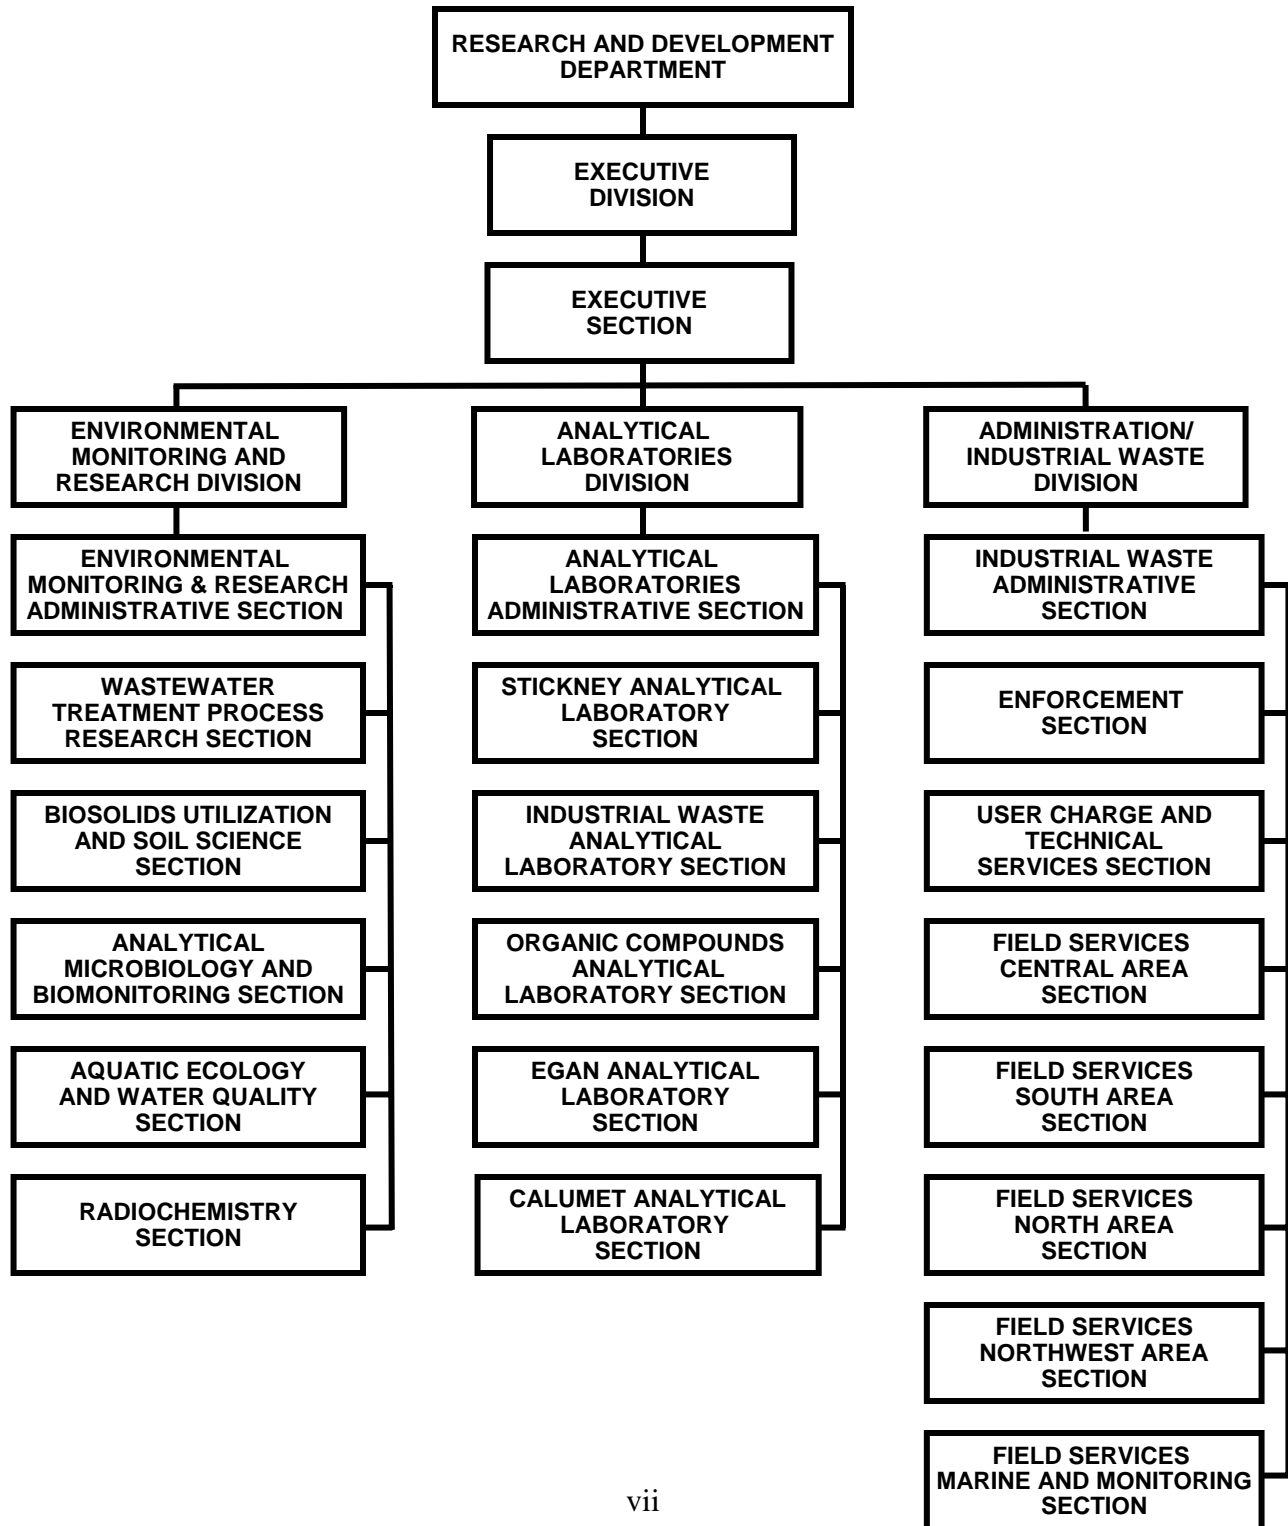 RESEARCH AND DEVELOPMENT
DEPARTMENT
EXECUTIVE
DIVISION
EXECUTIVE
SECTION
ENVIRONMENTAL
MONITORING AND
RESEARCH DIVISION
ENVIRONMENTAL
MONITORING & RESEARCH
ADMINISTRATIVE SECTION
WASTEWATER
TREATMENT PROCESS
RESEARCH SECTION
BIOSOLIDS UTILIZATION
AND SOIL SCIENCE
SECTION
ANALYTICAL
MICROBIOLOGY AND
BIOMONITORING SECTION
AQUATIC ECOLOGY
AND WATER QUALITY
SECTION
RADIOCHEMISTRY
SECTION
ANALYTICAL
LABORATORIES
DIVISION
ANALYTICAL
LABORATORIES
ADMINISTRATIVE SECTION
STICKNEY ANALYTICAL
LABORATORY
SECTION
INDUSTRIAL WASTE
ANALYTICAL
LABORATORY SECTION
ORGANIC COMPOUNDS
ANALYTICAL
LABORATORY SECTION
EGAN ANALYTICAL
LABORATORY
SECTION
CALUMET ANALYTICAL
LABORATORY
SECTION
ADMINISTRATION/
INDUSTRIAL WASTE
DIVISION
INDUSTRIAL WASTE
ADMINISTRATIVE
SECTION
ENFORCEMENT
SECTION
USER CHARGE AND
TECHNICAL
SERVICES SECTION
FIELD SERVICES
CENTRAL AREA
SECTION
FIELD SERVICES
SOUTH AREA
SECTION
FIELD SERVICES
NORTH AREA
SECTION
FIELD SERVICES
NORTHWEST AREA
SECTION
FIELD SERVICES
MARINE AND MONITORING
SECTION
vii